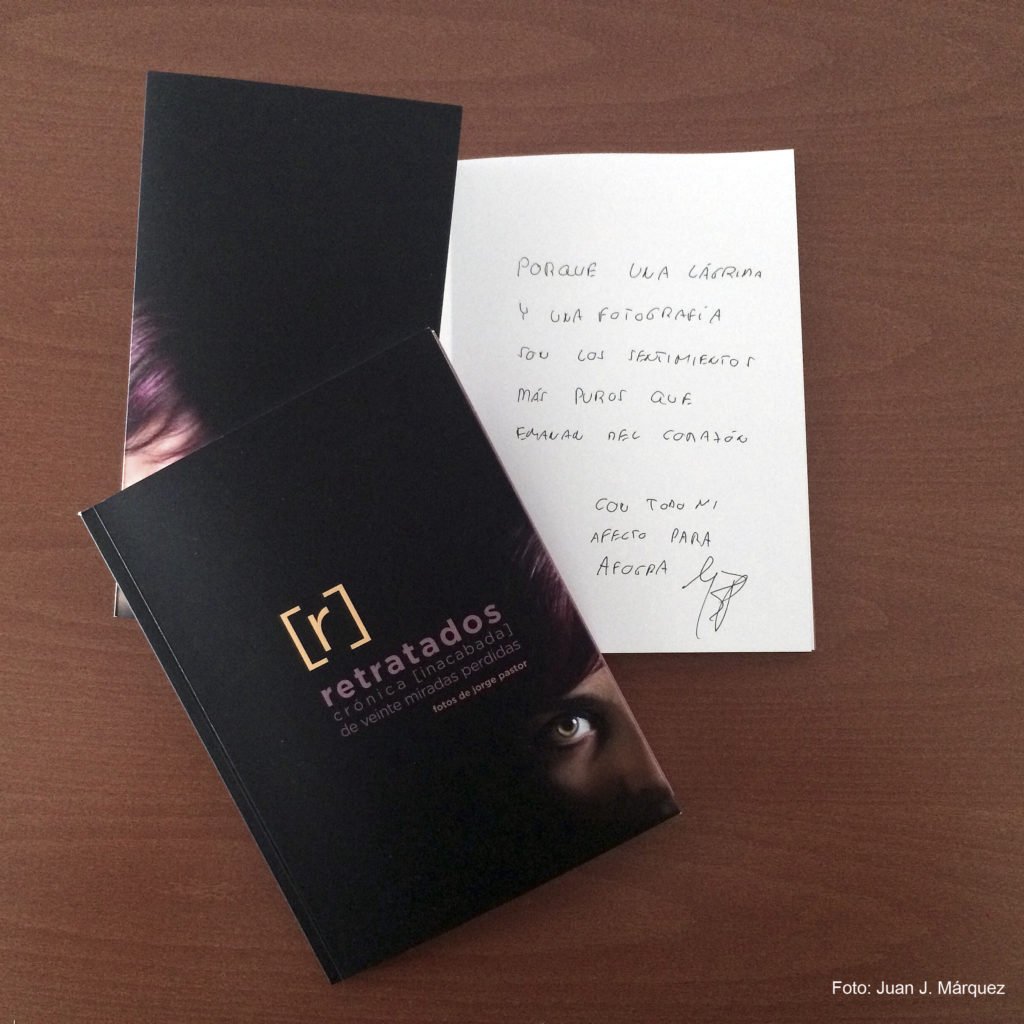 PORQUE UNA LÁGRIMA
Y UNA FOTOGRAFÍA
SON LOS SENTIMIENTOS
MÁS PUROS QUE
EMANAN DEL CORAZÓN
CON TODO MI
AFECTO PARA
AFOGRA
[r]
retratados
crónica [inacabada]
de veinte miradas perdidas
fotos de jorge pastor
Foto: Juan J. Márquez